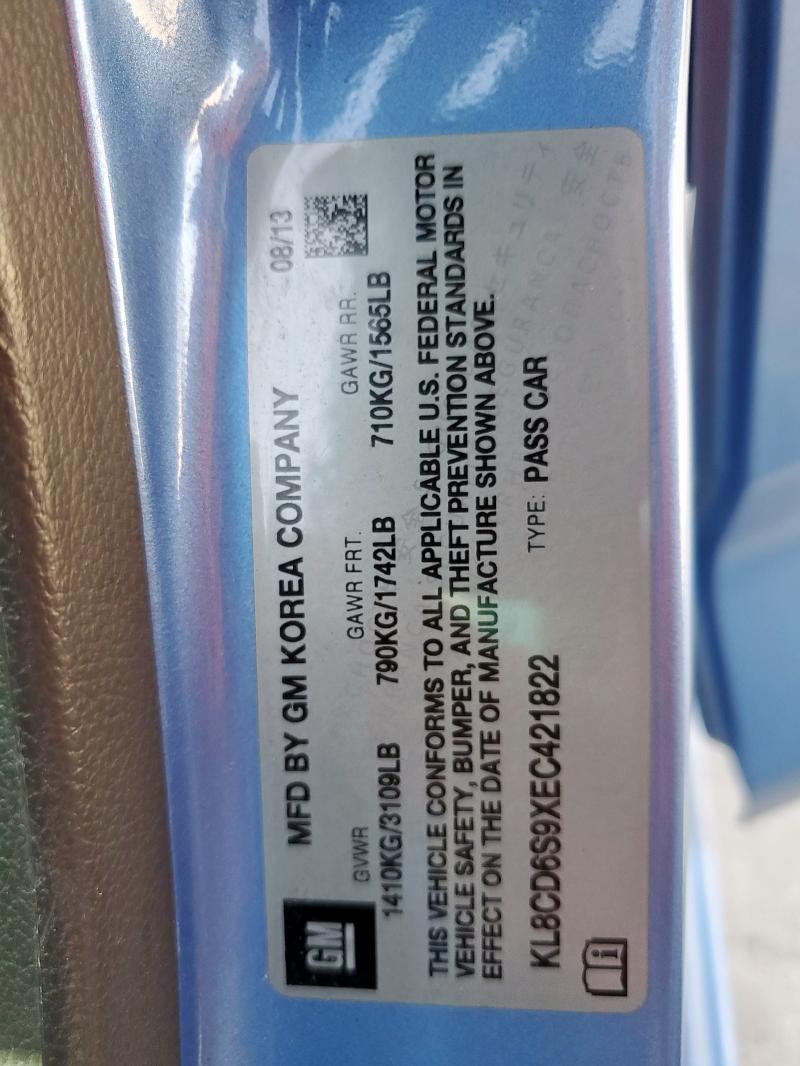 GM
MFD BY GM KOREA COMPANY 08/13
GVWR GAWR FRT. GAWR RR.
1410KG/3109LB 790KG/1742LB 710KG/1565LB
THIS VEHICLE CONFORMS TO ALL APPLICABLE U.S. FEDERAL MOTOR
VEHICLE SAFETY, BUMPER, AND THEFT PREVENTION STANDARDS IN
EFFECT ON THE DATE OF MANUFACTURE SHOWN ABOVE.
KL8CD6S9XEC421822 TYPE: PASS CAR